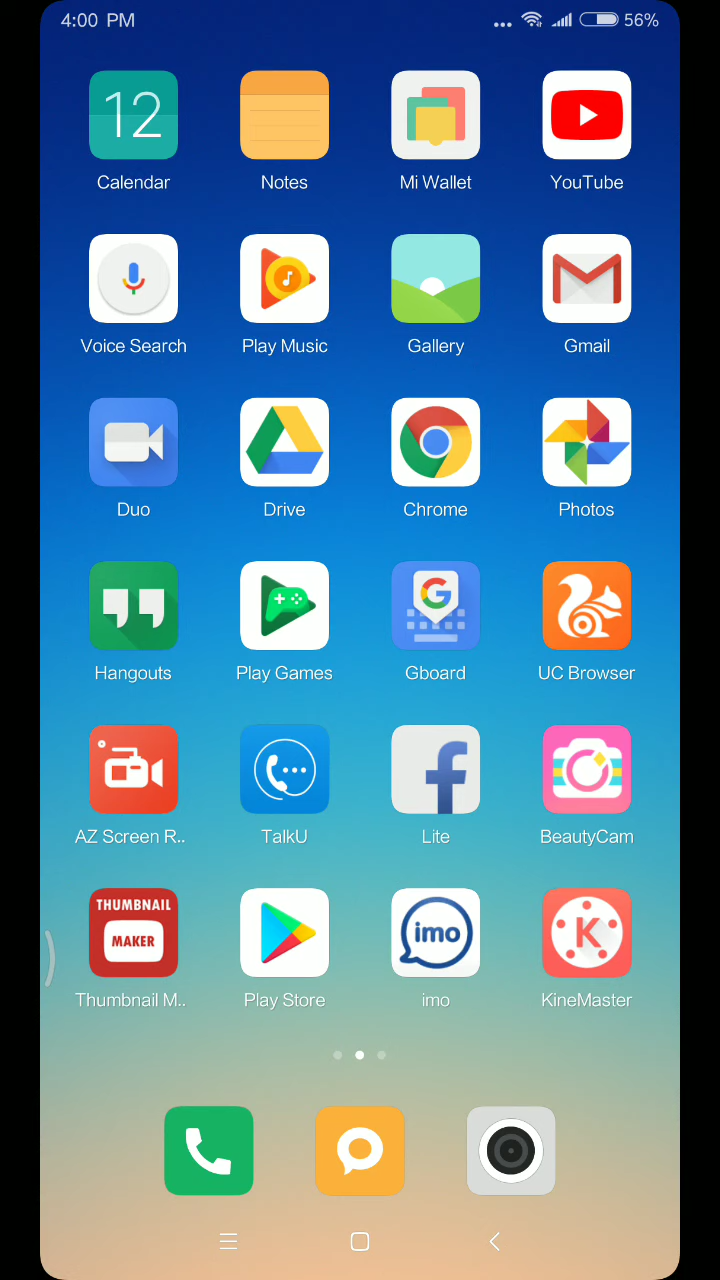 4:00 PM ... 56%
12
Calendar Notes Mi Wallet YouTube
Voice Search Play Music Gallery Gmail
Duo Drive Chrome Photos
G
Hangouts Play Games Gboard UC Browser
AZ Screen R.. TalkU Lite BeautyCam
THUMBNAIL
MAKER imo K
Thumbnail M.. Play Store imo KineMaster